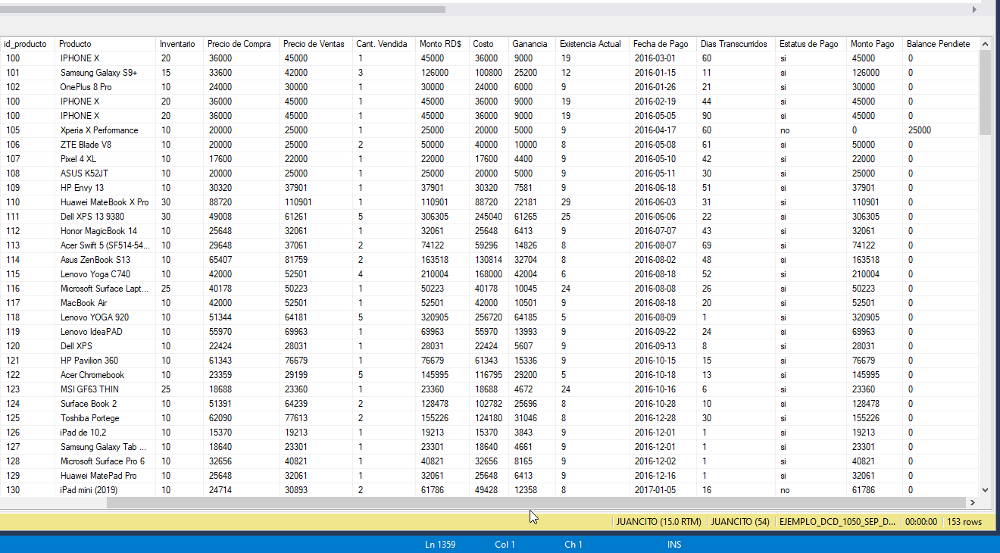 id_producto Producto Inventario Precio de Compra Precio de Ventas Cant. Vendida Monto RD$ Costo Ganancia Existencia Actual Fecha de Pago Dias Transcurridos Estatus de Pago Monto Pago Balance Pendiete
100 IPHONE X 20 36000 45000 1 45000 36000 9000 19 2016-03-01 60 si 45000 0
101 Samsung Galaxy S9+ 15 33600 42000 3 126000 100800 25200 12 2016-01-15 11 si 126000 0
102 OnePlus 8 Pro 10 24000 30000 1 30000 24000 6000 9 2016-01-26 21 si 30000 0
100 IPHONE X 20 36000 45000 1 45000 36000 9000 19 2016-02-19 44 si 45000 0
100 IPHONE X 20 36000 45000 1 45000 36000 9000 19 2016-05-05 90 si 45000 0
105 Xperia X Performance 10 20000 25000 1 25000 20000 5000 9 2016-04-17 60 no 0 25000
106 ZTE Blade V8 10 20000 25000 2 50000 40000 10000 8 2016-05-08 61 si 50000 0
107 Pixel 4 XL 10 17600 22000 1 22000 17600 4400 9 2016-05-10 42 si 22000 0
108 ASUS K52JT 10 20000 25000 1 25000 20000 5000 9 2016-05-11 30 si 25000 0
109 HP Envy 13 10 30320 37901 1 37901 30320 7581 9 2016-06-18 51 si 37901 0
110 Huawei MateBook X Pro 30 88720 110901 1 110901 88720 22181 29 2016-06-03 31 si 110901 0
111 Dell XPS 13 9380 30 49008 61261 5 306305 245040 61265 25 2016-06-06 22 si 306305 0
112 Honor MagicBook 14 10 25648 32061 1 32061 25648 6413 9 2016-07-07 43 si 32061 0
113 Acer Swift 5 (SF514-54... 10 29648 37061 2 74122 59296 14826 8 2016-08-07 69 si 74122 0
114 Asus ZenBook S13 10 65407 81759 2 163518 130814 32704 8 2016-08-02 48 si 163518 0
115 Lenovo Yoga C740 10 42000 52501 4 210004 168000 42004 6 2016-08-18 52 si 210004 0
116 Microsoft Surface Lapt... 25 40178 50223 1 50223 40178 10045 24 2016-08-08 26 si 50223 0
117 MacBook Air 10 42000 52501 1 52501 42000 10501 9 2016-08-18 20 si 52501 0
118 Lenovo YOGA 920 10 51344 64181 5 320905 256720 64185 5 2016-08-09 1 si 320905 0
119 Lenovo IdeaPAD 10 55970 69963 1 69963 55970 13993 9 2016-09-22 24 si 69963 0
120 Dell XPS 10 22424 28031 1 28031 22424 5607 9 2016-09-13 8 si 28031 0
121 HP Pavilion 360 10 61343 76679 1 76679 61343 15336 9 2016-10-15 15 si 76679 0
122 Acer Chromebook 10 23359 29199 5 145995 116795 29200 5 2016-10-18 13 si 145995 0
123 MSI GF63 THIN 25 18688 23360 1 23360 18688 4672 24 2016-10-16 6 si 23360 0
124 Surface Book 2 10 51391 64239 2 128478 102782 25696 8 2016-10-28 10 si 128478 0
125 Toshiba Portege 10 62090 77613 2 155226 124180 31046 8 2016-12-28 30 si 155226 0
126 iPad de 10,2 10 15370 19213 1 19213 15370 3843 9 2016-12-01 1 si 19213 0
127 Samsung Galaxy Tab ... 10 18640 23301 1 23301 18640 4661 9 2016-12-01 1 si 23301 0
128 Microsoft Surface Pro 6 10 32656 40821 1 40821 32656 8165 9 2016-12-02 1 si 40821 0
129 Huawei MatePad Pro 10 25648 32061 1 32061 25648 6413 9 2016-12-16 1 si 32061 0
130 iPad mini (2019) 10 24714 30893 2 61786 49428 12358 8 2017-01-05 16 no 61786 0
JUANCITO (15.0 RTM) JUANCITO (54) EJEMPLO_DCD_1050_SEP_D... 00:00:00 153 rows
Ln 1359 Col 1 Ch 1 INS